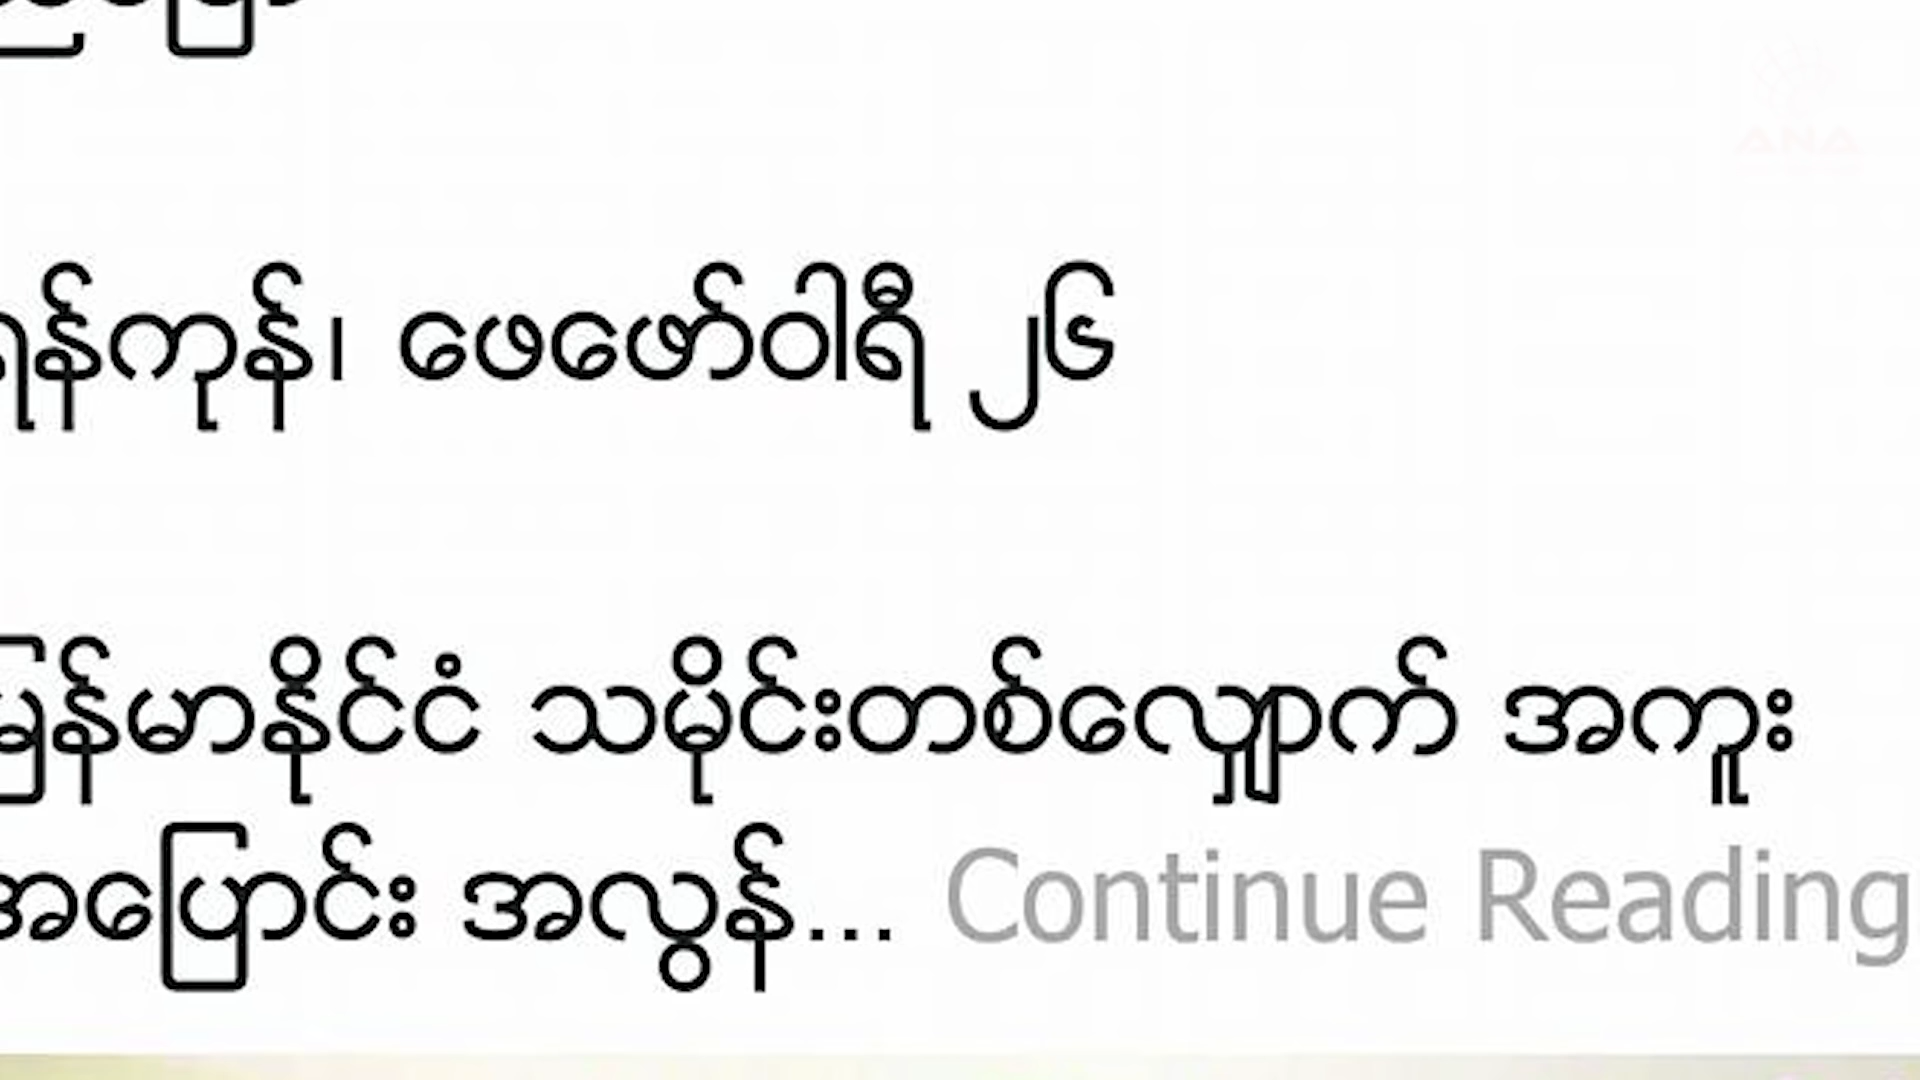 ANA
ရန်ကုန်၊ ဖေဖော်ဝါရီ ၂၆
မြန်မာနိုင်ငံ သမိုင်းတစ်လျှောက် အကူး
အပြောင်း အလွန်... Continue Reading